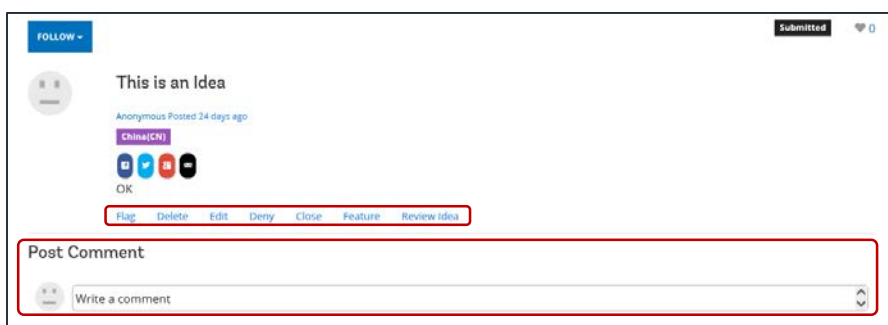 FOLLOW
Submitted 0
This is an Idea
Anonymous Posted 24 days ago
China(CN)
OK
Flag Delete Edit Deny Close Feature Review Idea
Post Comment
Write a comment